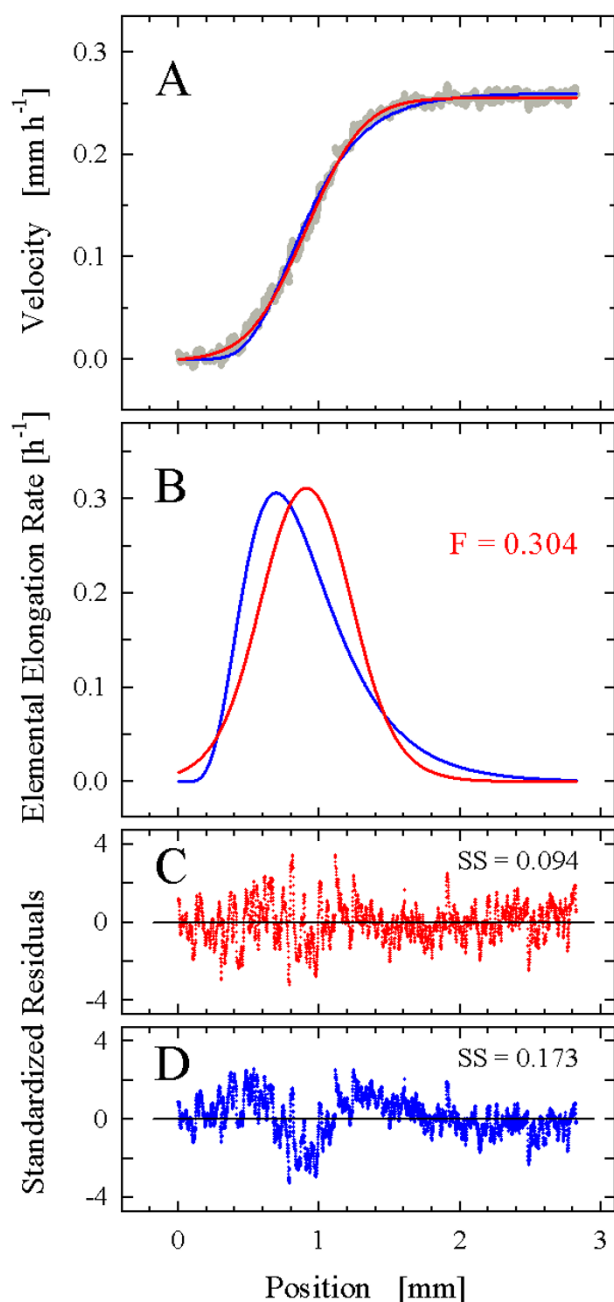 A
Velocity [mm h-1]
0.3
0.2
0.1
0.0
B
Elemental Elongation Rate [h-1]
F = 0.304
0.3
0.2
0.1
0.0
C
SS = 0.094
4
0
-4
Standardized Residuals
D
SS = 0.173
4
0
-4
0 1 2 3
Position [mm]